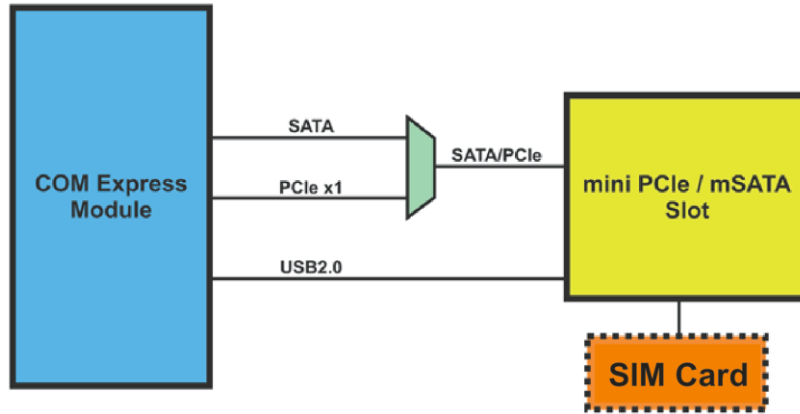 SATA
SATA/PCIe
COM Express
Module
PCIe x1
mini PCIe / mSATA
Slot
USB2.0
SIM Card